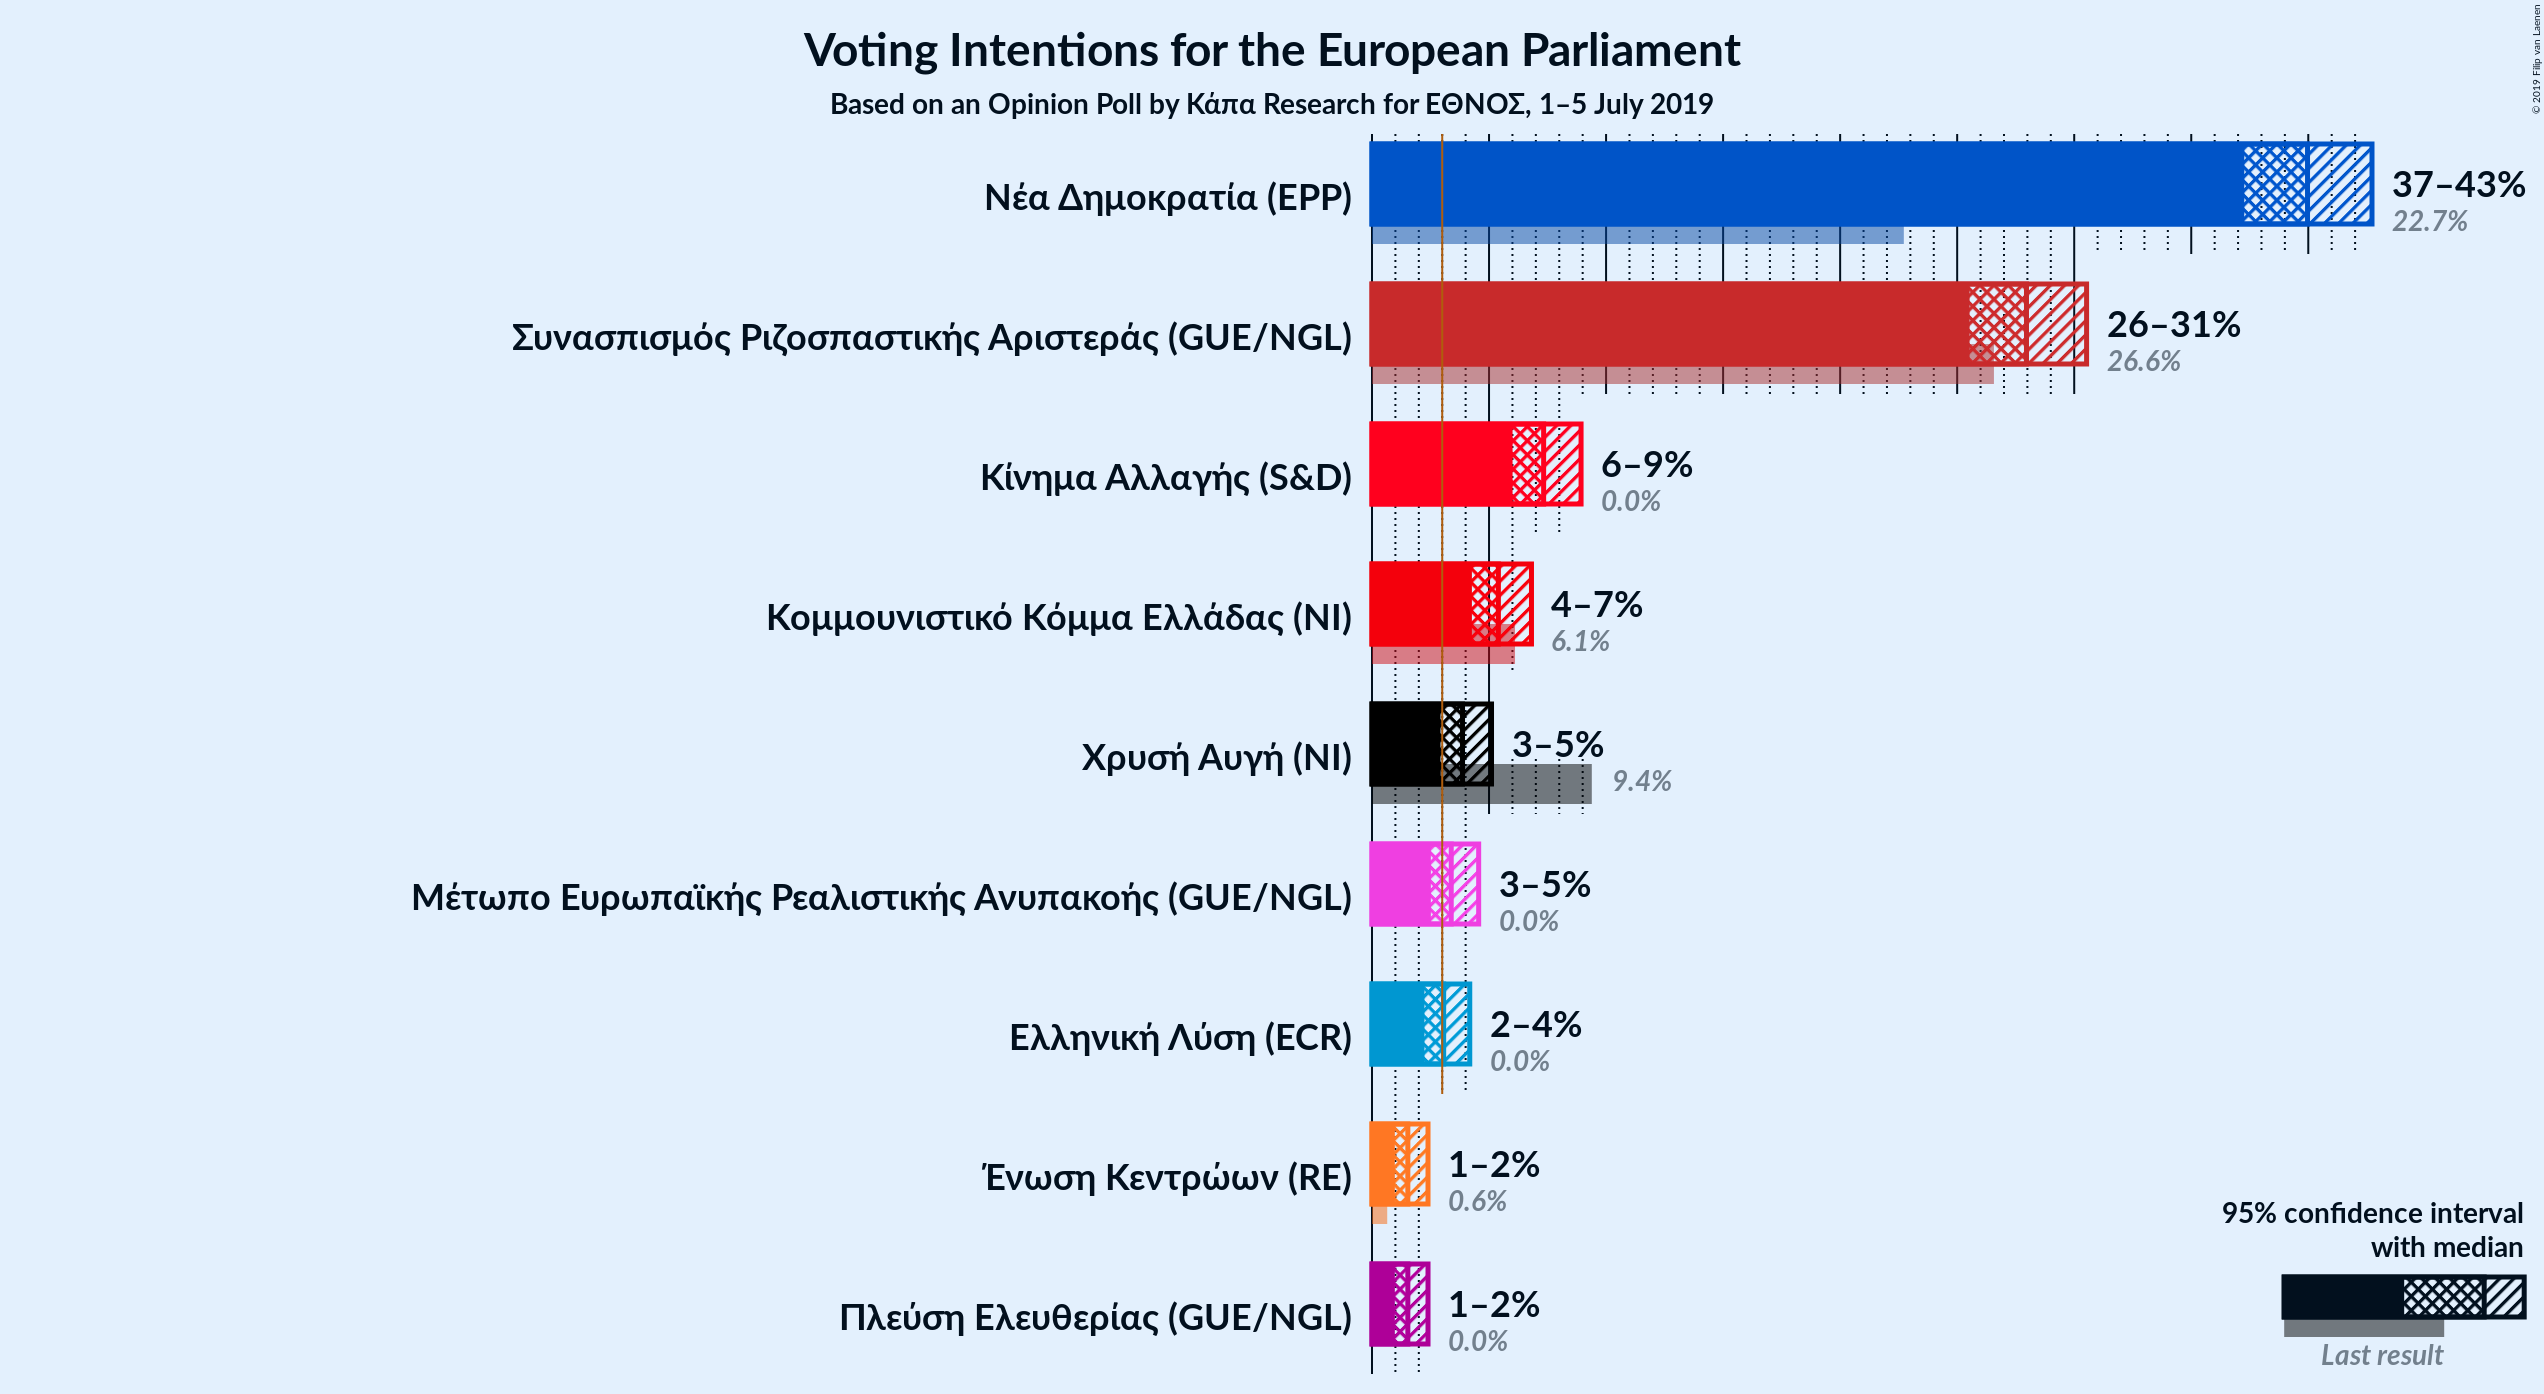 Voting Intentions for the European Parliament
Based on an Opinion Poll by Κάπα Research for ΕΘΝΟΣ, 1–5 July 2019
© 2019 Filip van Laenen
Νέα Δημοκρατία (EPP)
37–43%
22.7%
Συνασπισμός Ριζοσπαστικής Αριστεράς (GUE/NGL)
26–31%
26.6%
Κίνημα Αλλαγής (S&D)
6–9%
0.0%
Κομμουνιστικό Κόμμα Ελλάδας (NI)
4–7%
6.1%
Χρυσή Αυγή (NI)
3–5%
9.4%
Μέτωπο Ευρωπαϊκής Ρεαλιστικής Ανυπακοής (GUE/NGL)
3–5%
0.0%
Ελληνική Λύση (ECR)
2–4%
0.0%
Ένωση Κεντρώων (RE)
1–2%
0.6%
Πλεύση Ελευθερίας (GUE/NGL)
1–2%
0.0%
95% confidence interval
with median
Last result